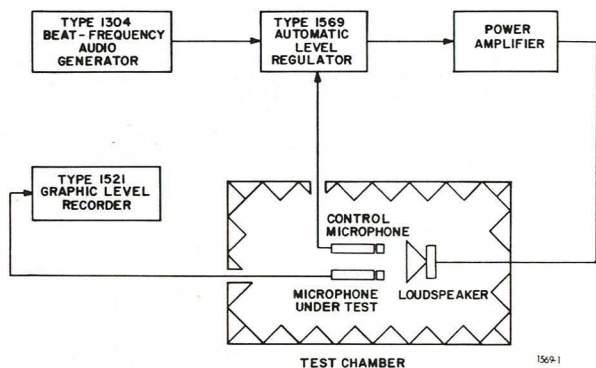 TYPE 1304
BEAT-FREQUENCY
AUDIO
GENERATOR
TYPE 1569
AUTOMATIC
LEVEL
REGULATOR
POWER
AMPLIFIER
TYPE 1521
GRAPHIC LEVEL
RECORDER
CONTROL
MICROPHONE
MICROPHONE
UNDER TEST
LOUDSPEAKER
TEST CHAMBER
1569-1